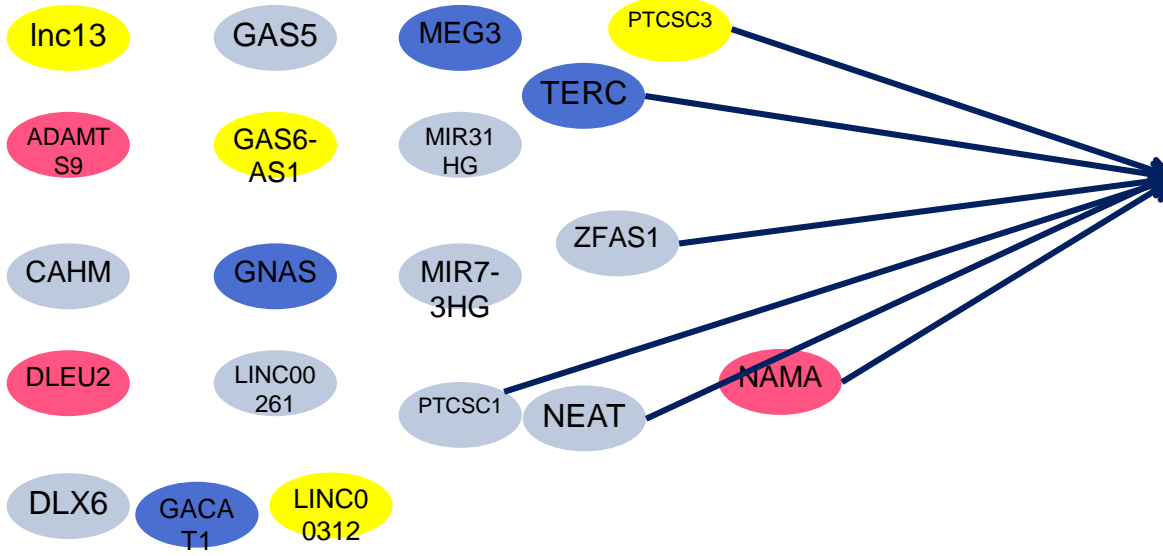 lnc13
GAS5
MEG3
PTCSC3
TERC
ADAMT
S9
GAS6-
AS1
MIR31
HG
ZFAS1
CAHM
GNAS
MIR7-
3HG
DLEU2
LINC00
261
PTCSC1
NEAT
NAMA
DLX6
GACA
T1
LINC0
0312